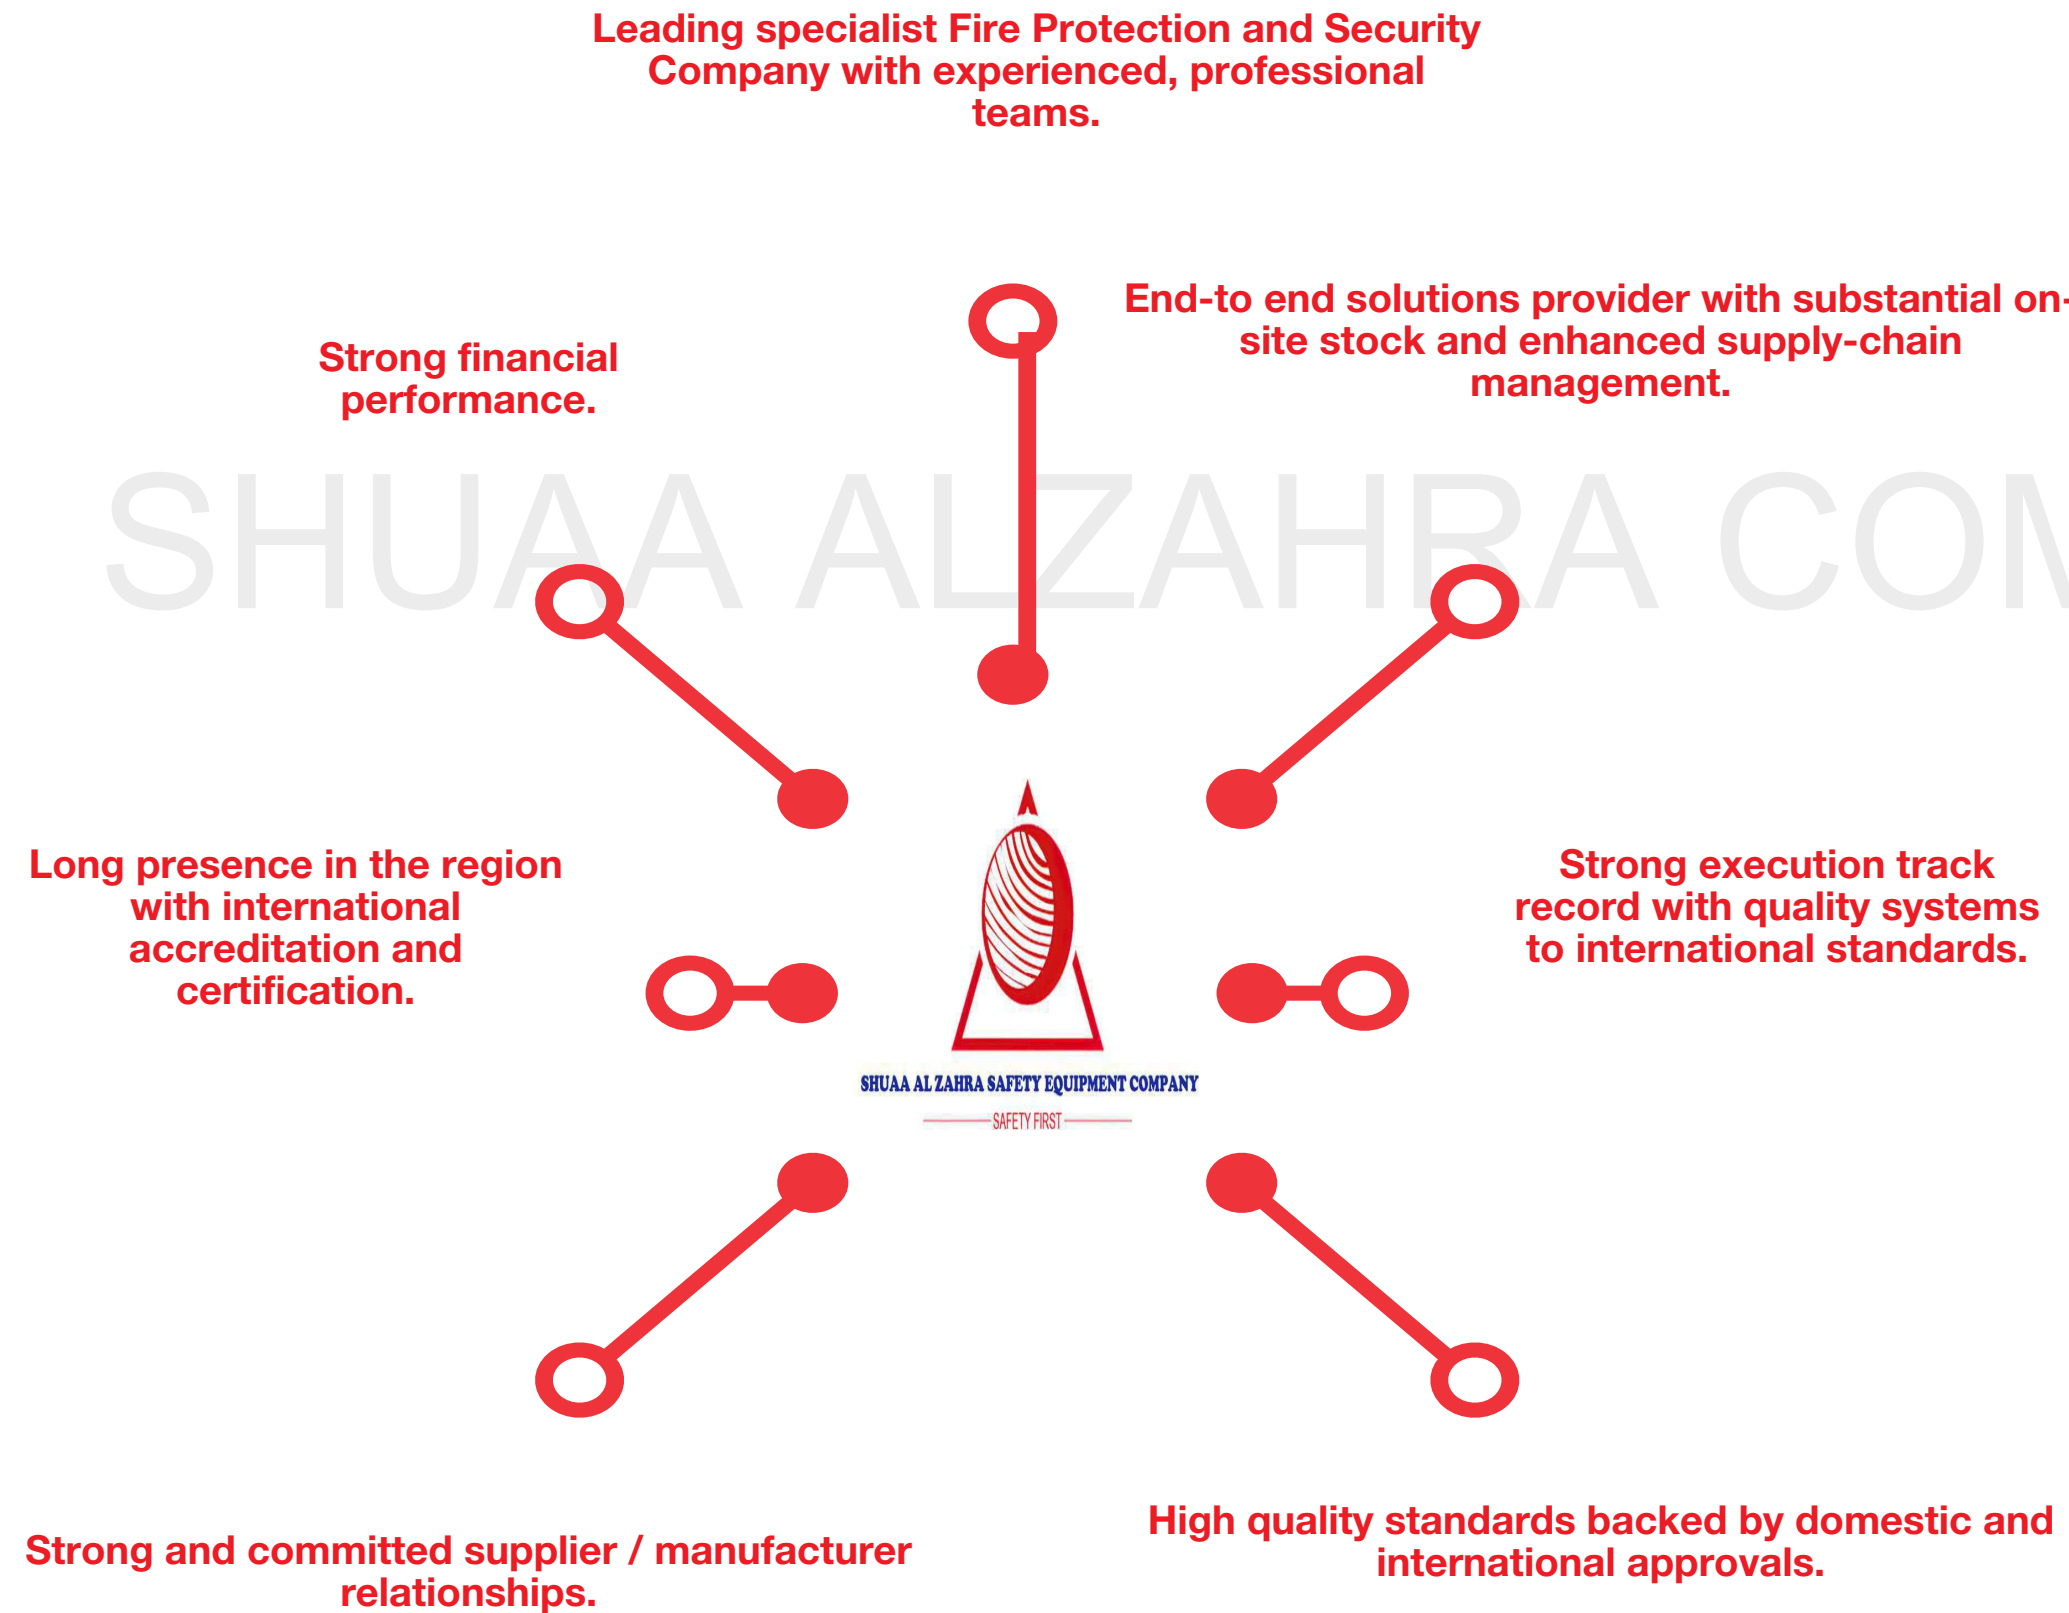 Leading specialist Fire Protection and Security
Company with experienced, professional
teams.
End-to end solutions provider with substantial on-
site stock and enhanced supply-chain
management.
Strong financial
performance.
SHUAA ALZAHRA COM
Long presence in the region
with international
accreditation and
certification.
Strong execution track
record with quality systems
to international standards.
SHUAA AL ZAHRA SAFETY EQUIPMENT COMPANY
SAFETY FIRST
Strong and committed supplier / manufacturer
relationships.
High quality standards backed by domestic and
international approvals.